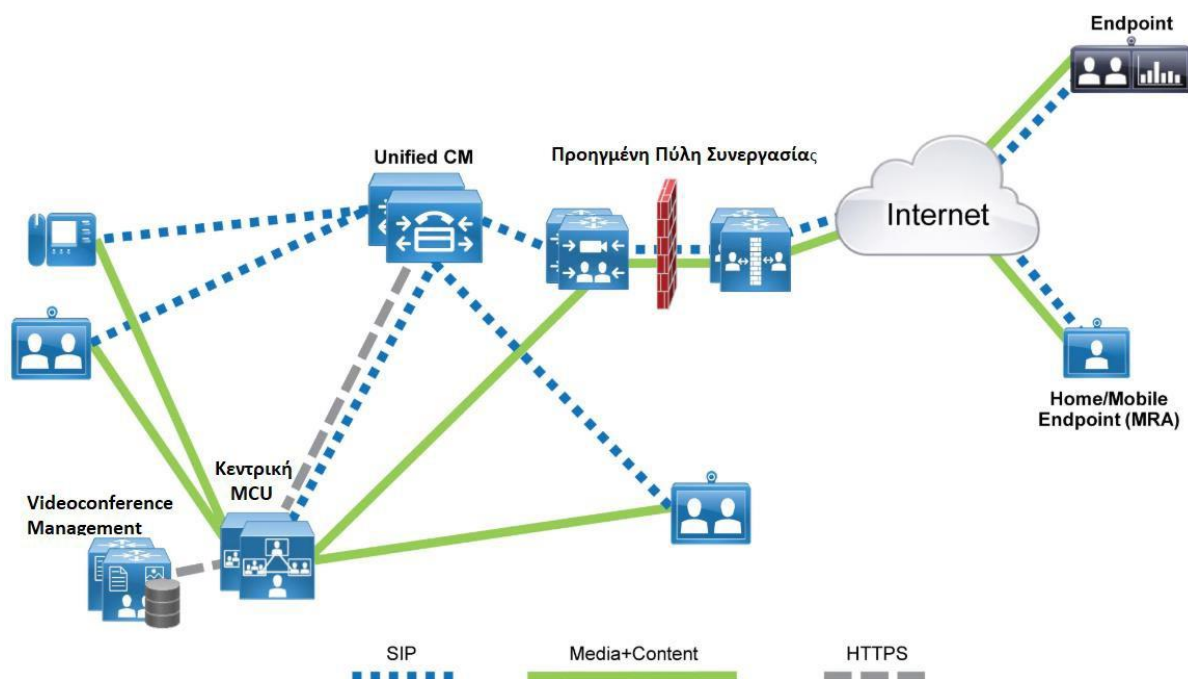 Endpoint
Unified CM
Προηγμένη Πύλη Συνεργασίας
Internet
Home/Mobile
Endpoint (MRA)
Κεντρική
MCU
Videoconference
Management
SIP
Media+Content
HTTPS